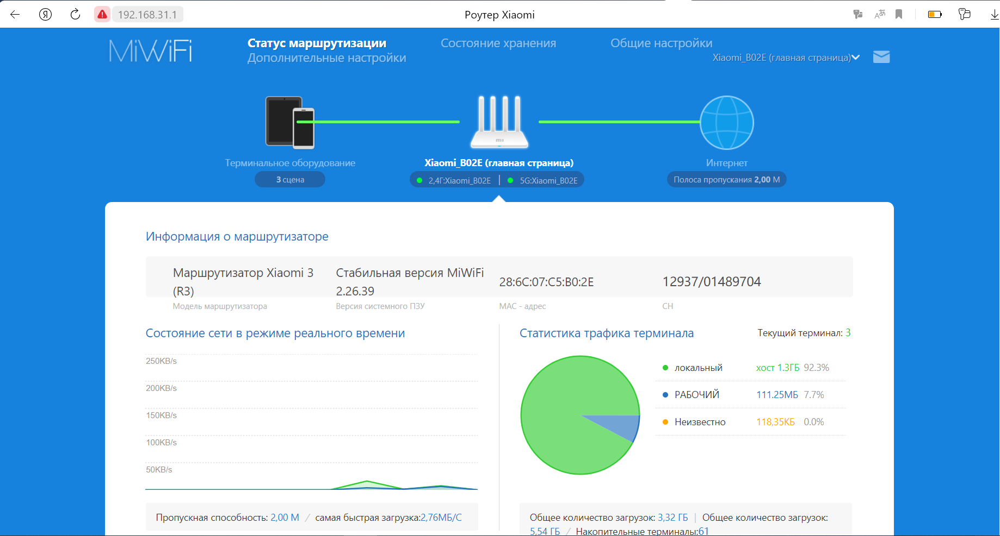 192.168.31.1
Роутер Xiaomi
MiWiFi
Статус маршрутизации
Состояние хранения
Общие настройки
Дополнительные настройки
Xiaomi_B02E (главная страница)
mi
Терминальное оборудование
Xiaomi_B02E (главная страница)
Интернет
3 сцена
2,4Г:Xiaomi_B02E | 5G:Xiaomi_B02E
Полоса пропускания 2,00 М
Информация о маршрутизаторе
Маршрутизатор Xiaomi 3
(R3)
Модель маршрутизатора
Стабильная версия MiWiFi
2.26.39
Версия системного ПЗУ
28:6C:07:C5:B0:2E
MAC - адрес
12937/01489704
СН
Состояние сети в режиме реального времени
250KB/s
200KB/s
150KB/s
100KB/s
50KB/s
Пропускная способность: 2,00 М / самая быстрая загрузка:2,76МБ/С
Статистика трафика терминала
Текущий терминал: 3
локальный хост 1.3ГБ 92.3%
РАБОЧИЙ 111.25МБ 7.7%
Неизвестно 118,35КБ 0.0%
Общее количество загрузок: 3,32 ГБ | Общее количество загрузок:
5,54 ГБ / Накопительные терминалы:61